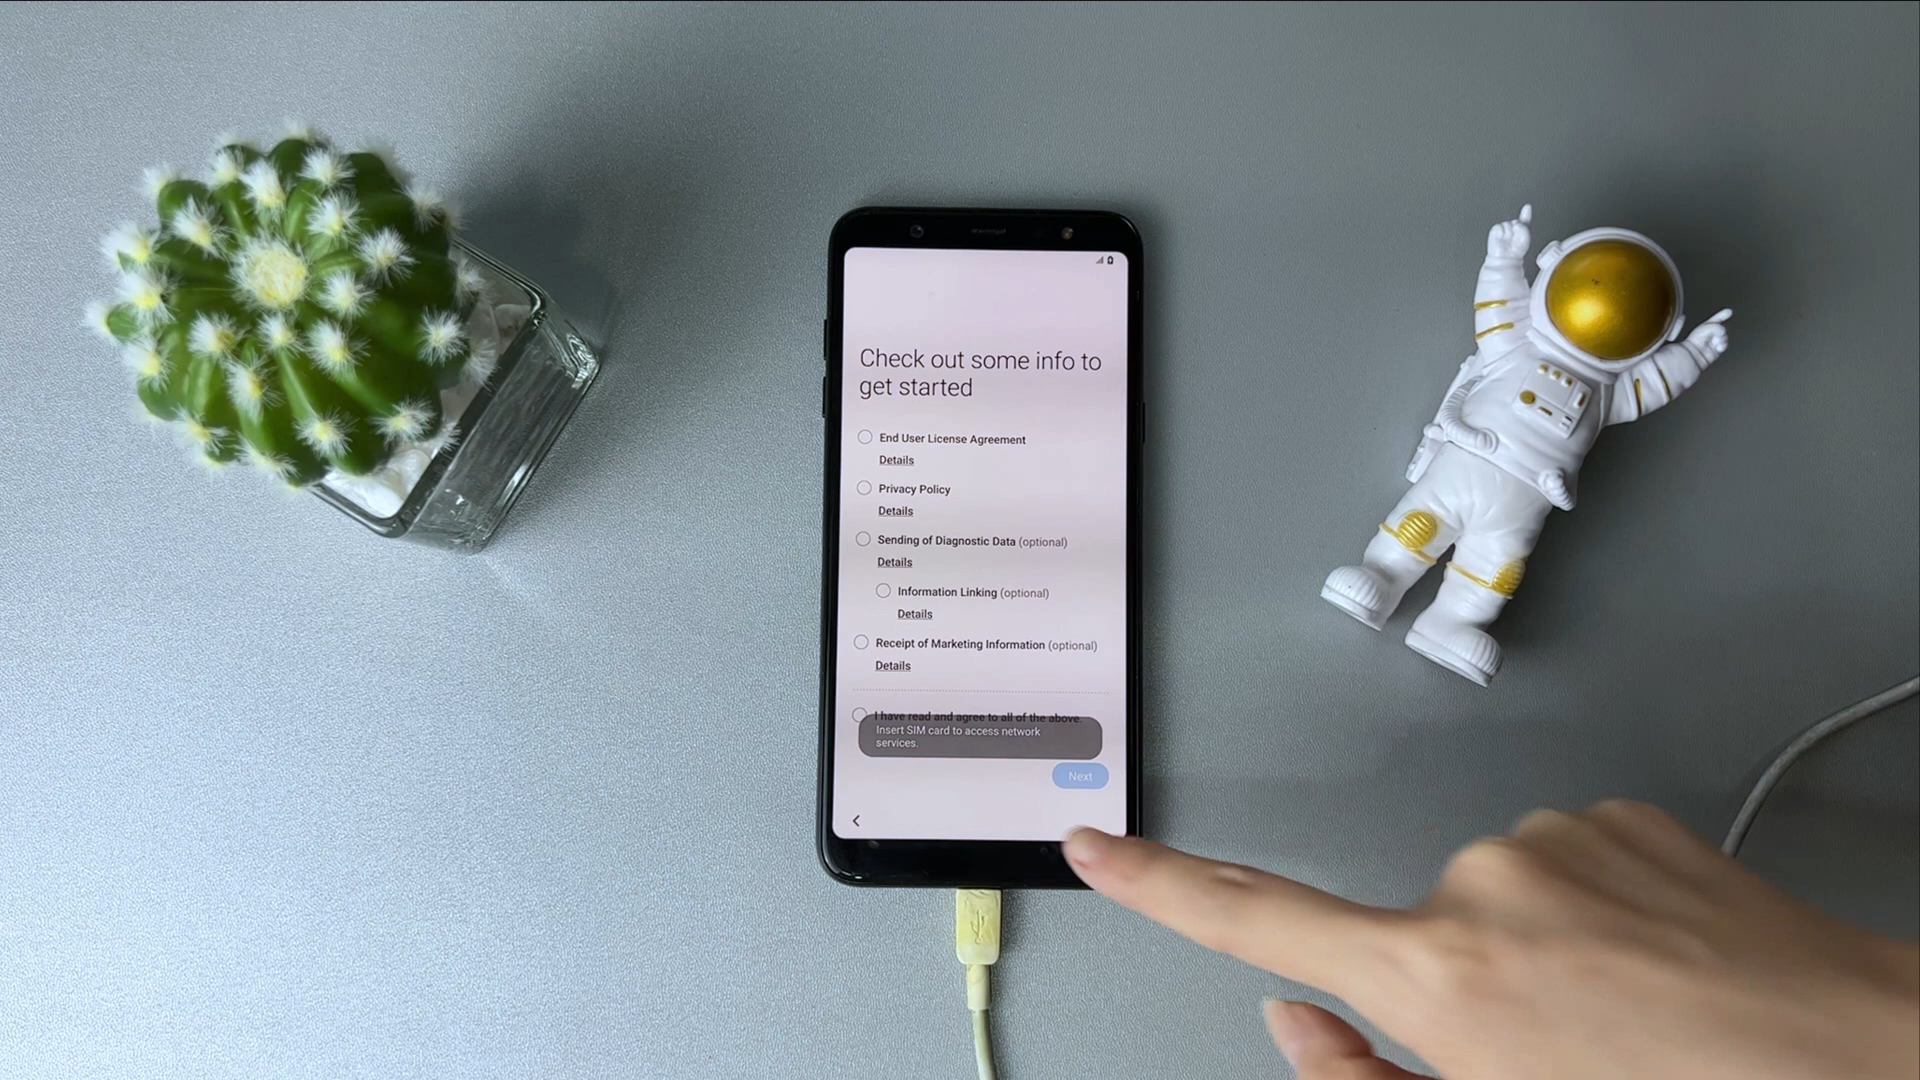 Check out some info to
get started
End User License Agreement
Details
Privacy Policy
Details
Sending of Diagnostic Data (optional)
Details
Information Linking (optional)
Details
Receipt of Marketing Information (optional)
Details
I have read and agree to all of the above.
Insert SIM card to access network
services.
Next